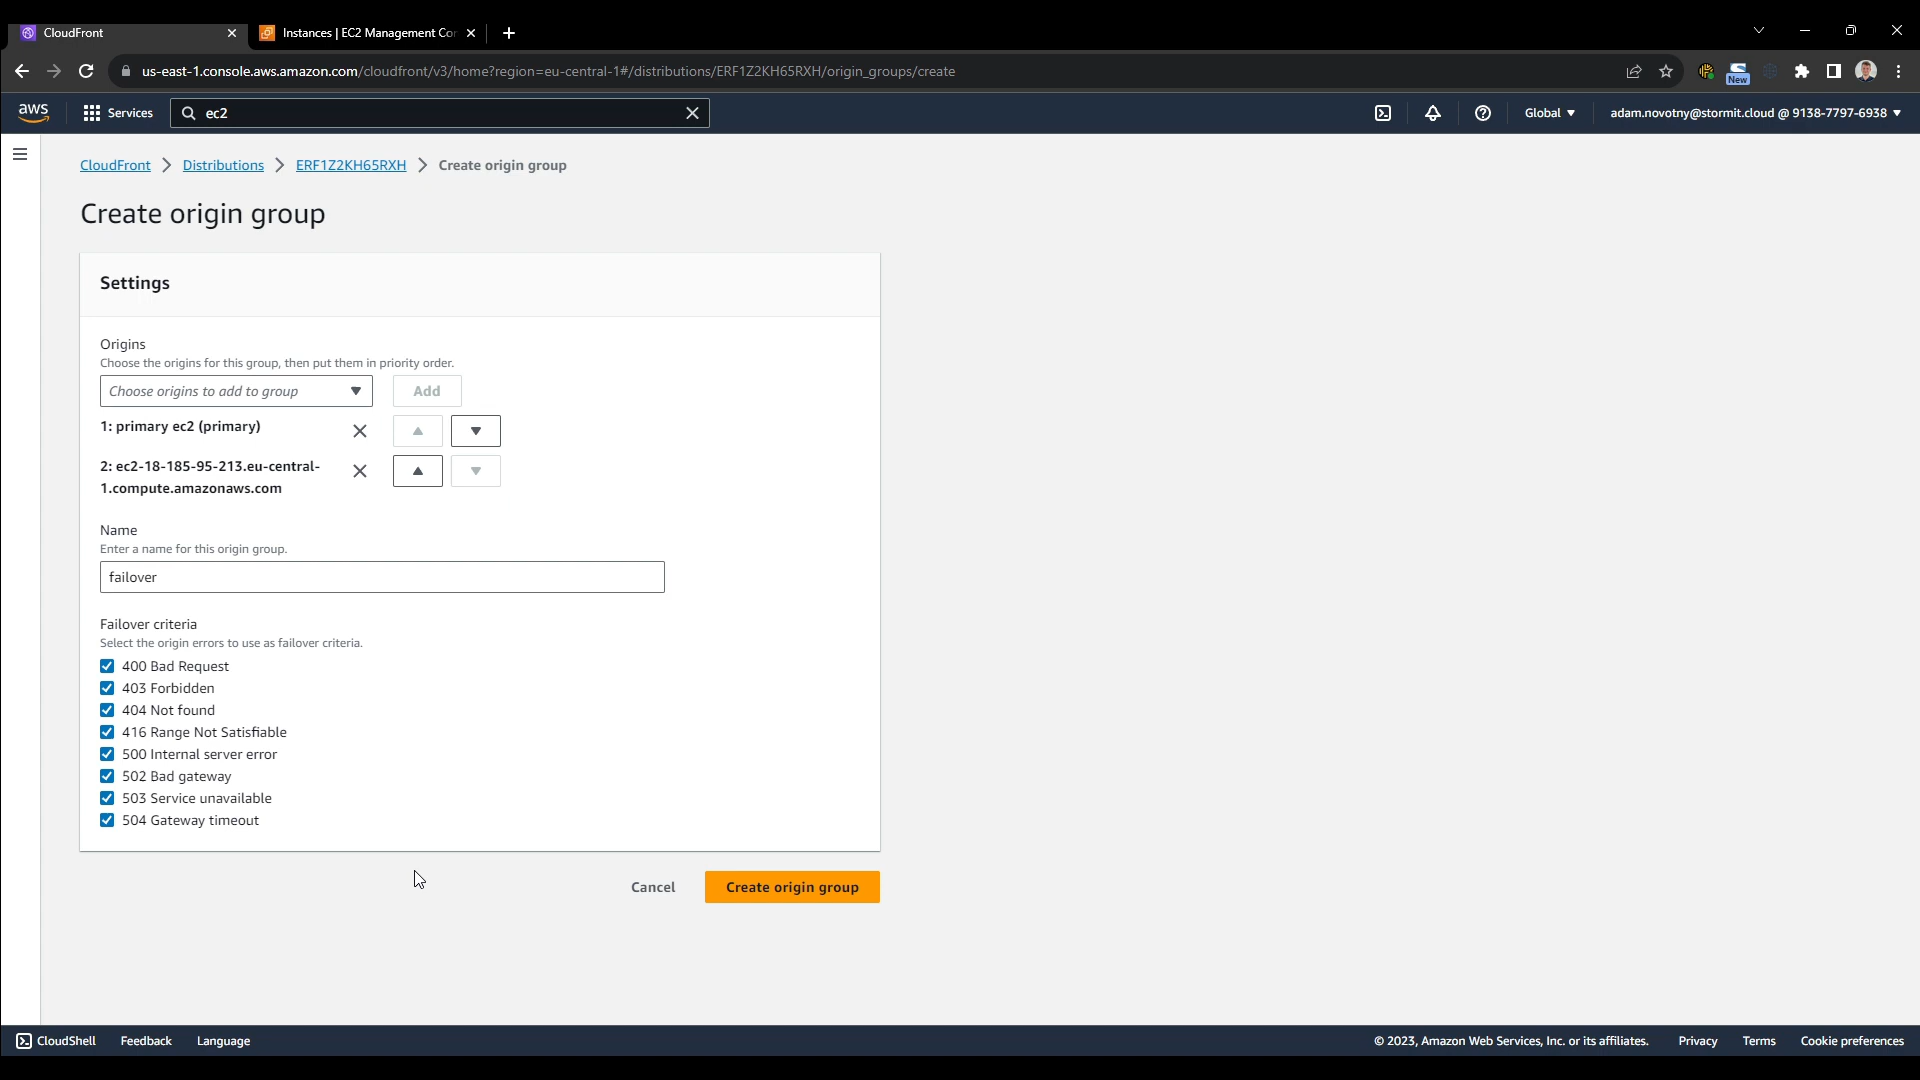 CloudFront
Instances | EC2 Management Cor
us-east-1.console.aws.amazon.com/cloudfront/v3/home?region=eu-central-1#/distributions/ERF1Z2KH65RXH/origin_groups/create
New
aws
Services
ec2
Global
adam.novotny@stormit.cloud @ 9138-7797-6938
CloudFront
Distributions
ERF1Z2KH65RXH
Create origin group
Create origin group
Settings
Origins
Choose the origins for this group, then put them in priority order.
Choose origins to add to group
Add
1: primary ec2 (primary)
2: ec2-18-185-95-213.eu-central-
1.compute.amazonaws.com
Name
Enter a name for this origin group.
failover
Failover criteria
Select the origin errors to use as failover criteria.
400 Bad Request
403 Forbidden
404 Not found
416 Range Not Satisfiable
500 Internal server error
502 Bad gateway
503 Service unavailable
504 Gateway timeout
Cancel
Create origin group
CloudShell
Feedback
Language
© 2023, Amazon Web Services, Inc. or its affiliates.
Privacy
Terms
Cookie preferences